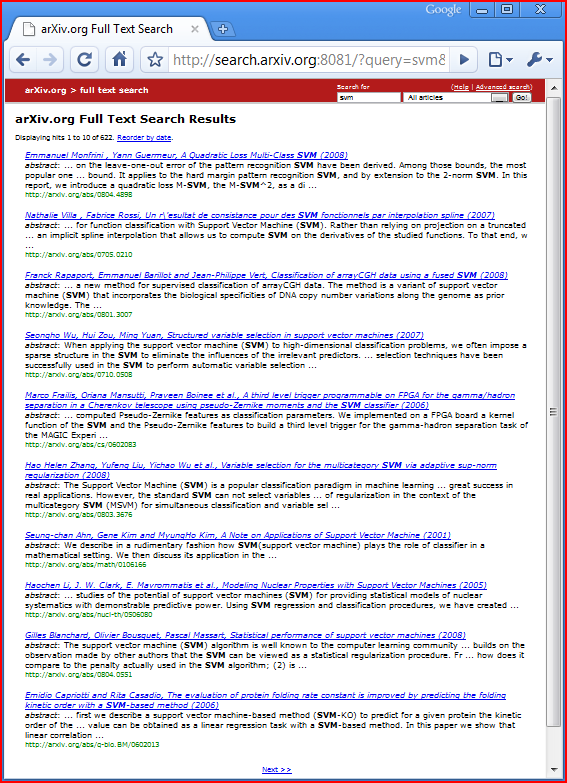 Google
arXiv.org Full Text Search
http://search.arxiv.org:8081/?query=svm8
arXiv.org > full text search
Search for
(Help | Advanced search)
svm
All articles
Go!
arXiv.org Full Text Search Results
Displaying hits 1 to 10 of 622. Reorder by date.
Emmanuel Monfrini , Yann Guermeur, A Quadratic Loss Multi-Class SVM (2008)
abstract: ... on the leave-one-out error of the pattern recognition SVM have been derived. Among those bounds, the most
popular one ... bound. It applies to the hard margin pattern recognition SVM, and by extension to the 2-norm SVM. In this
report, we introduce a quadratic loss M-SVM, the M-SVM^2, as a di ...
http://arxiv.org/abs/0804.4898
Nathalie Villa , Fabrice Rossi, Un r\'esultat de consistance pour des SVM fonctionnels par interpolation spline (2007)
abstract: ... for function classification with Support Vector Machine (SVM). Rather than relying on projection on a truncated
... an implicit spline interpolation that allows us to compute SVM on the derivatives of the studied functions. To that end, w
...
http://arxiv.org/abs/0705.0210
Franck Rapaport, Emmanuel Barillot and Jean-Philippe Vert, Classification of arrayCGH data using a fused SVM (2008)
abstract: ... a new method for supervised classification of arrayCGH data. The method is a variant of support vector
machine (SVM) that incorporates the biological specificities of DNA copy number variations along the genome as prior
knowledge. The ...
http://arxiv.org/abs/0801.3007
Seongho Wu, Hui Zou, Ming Yuan, Structured variable selection in support vector machines (2007)
abstract: When applying the support vector machine (SVM) to high-dimensional classification problems, we often impose a
sparse structure in the SVM to eliminate the influences of the irrelevant predictors. ... selection techniques have been
successfully used in the SVM to perform automatic variable selection ...
http://arxiv.org/abs/0710.0508
Marco Frailis, Oriana Mansutti, Praveen Boinee et al., A third level trigger programmable on FPGA for the gamma/hadron
separation in a Cherenkov telescope using pseudo-Zernike moments and the SVM classifier (2006)
abstract: ... computed Pseudo-Zernike features as classification parameters. We implemented on a FPGA board a kernel
function of the SVM and the Pseudo-Zernike features to build a third level trigger for the gamma-hadron separation task of
the MAGIC Experi ...
http://arxiv.org/abs/cs/0602083
Hao Helen Zhang, Yufeng Liu, Yichao Wu et al., Variable selection for the multicategory SVM via adaptive sup-norm
regularization (2008)
abstract: The Support Vector Machine (SVM) is a popular classification paradigm in machine learning ... great success in
real applications. However, the standard SVM can not select variables ... of regularization in the context of the
multicategory SVM (MSVM) for simultaneous classification and variable sel ...
http://arxiv.org/abs/0803.3676
Seung-chan Ahn, Gene Kim and MyungHo Kim, A Note on Applications of Support Vector Machine (2001)
abstract: We describe in a rudimentary fashion how SVM(support vector machine) plays the role of classifier in a
mathematical setting. We then discuss its application in the ...
http://arxiv.org/abs/math/0106166
Haochen Li, J. W. Clark, E. Mavrommatis et al., Modeling Nuclear Properties with Support Vector Machines (2005)
abstract: ... studies of the potential of support vector machines (SVM) for providing statistical models of nuclear
systematics with demonstrable predictive power. Using SVM regression and classification procedures, we have created ...
http://arxiv.org/abs/nucl-th/0506080
Gilles Blanchard, Olivier Bousquet, Pascal Massart, Statistical performance of support vector machines (2008)
abstract: The support vector machine (SVM) algorithm is well known to the computer learning community ... builds on the
observation made by other authors that the SVM can be viewed as a statistical regularization procedure. Fr ... how does it
compare to the penalty actually used in the SVM algorithm; (2) is ...
http://arxiv.org/abs/0804.0551
Emidio Capriotti and Rita Casadio, The evaluation of protein folding rate constant is improved by predicting the folding
kinetic order with a SVM-based method (2006)
abstract: ... first we describe a support vector machine-based method (SVM-KO) to predict for a given protein the kinetic
order of the ... value can be obtained as a linear regression task with a SVM-based method. In this paper we show that
linear correlation ...
http://arxiv.org/abs/q-bio.BM/0602013
Next >>